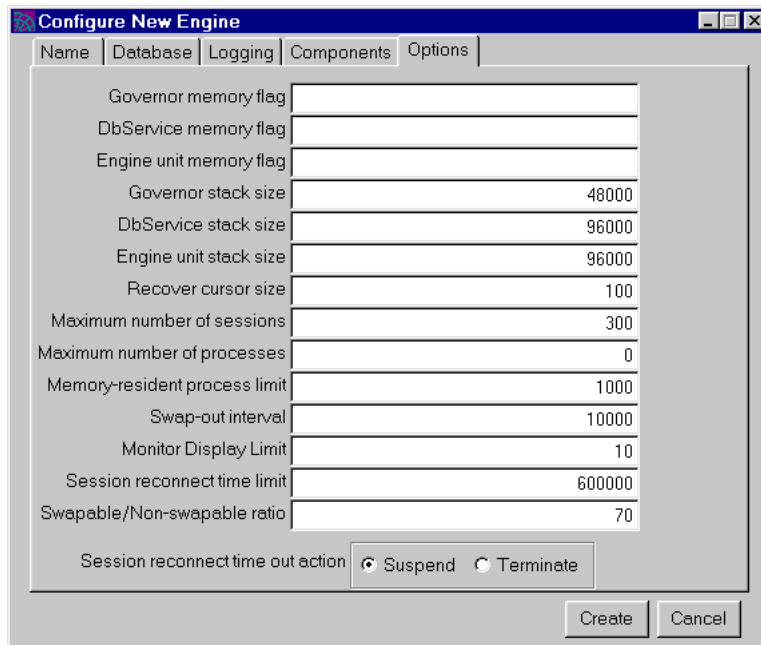 Configure New Engine
Name Database Logging Components Options
Governor memory flag
DbService memory flag
Engine unit memory flag
Governor stack size 48000
DbService stack size 96000
Engine unit stack size 96000
Recover cursor size 100
Maximum number of sessions 300
Maximum number of processes 0
Memory-resident process limit 1000
Swap-out interval 10000
Monitor Display Limit 10
Session reconnect time limit 600000
Swapable/Non-swapable ratio 70
Session reconnect time out action Suspend Terminate
Create Cancel